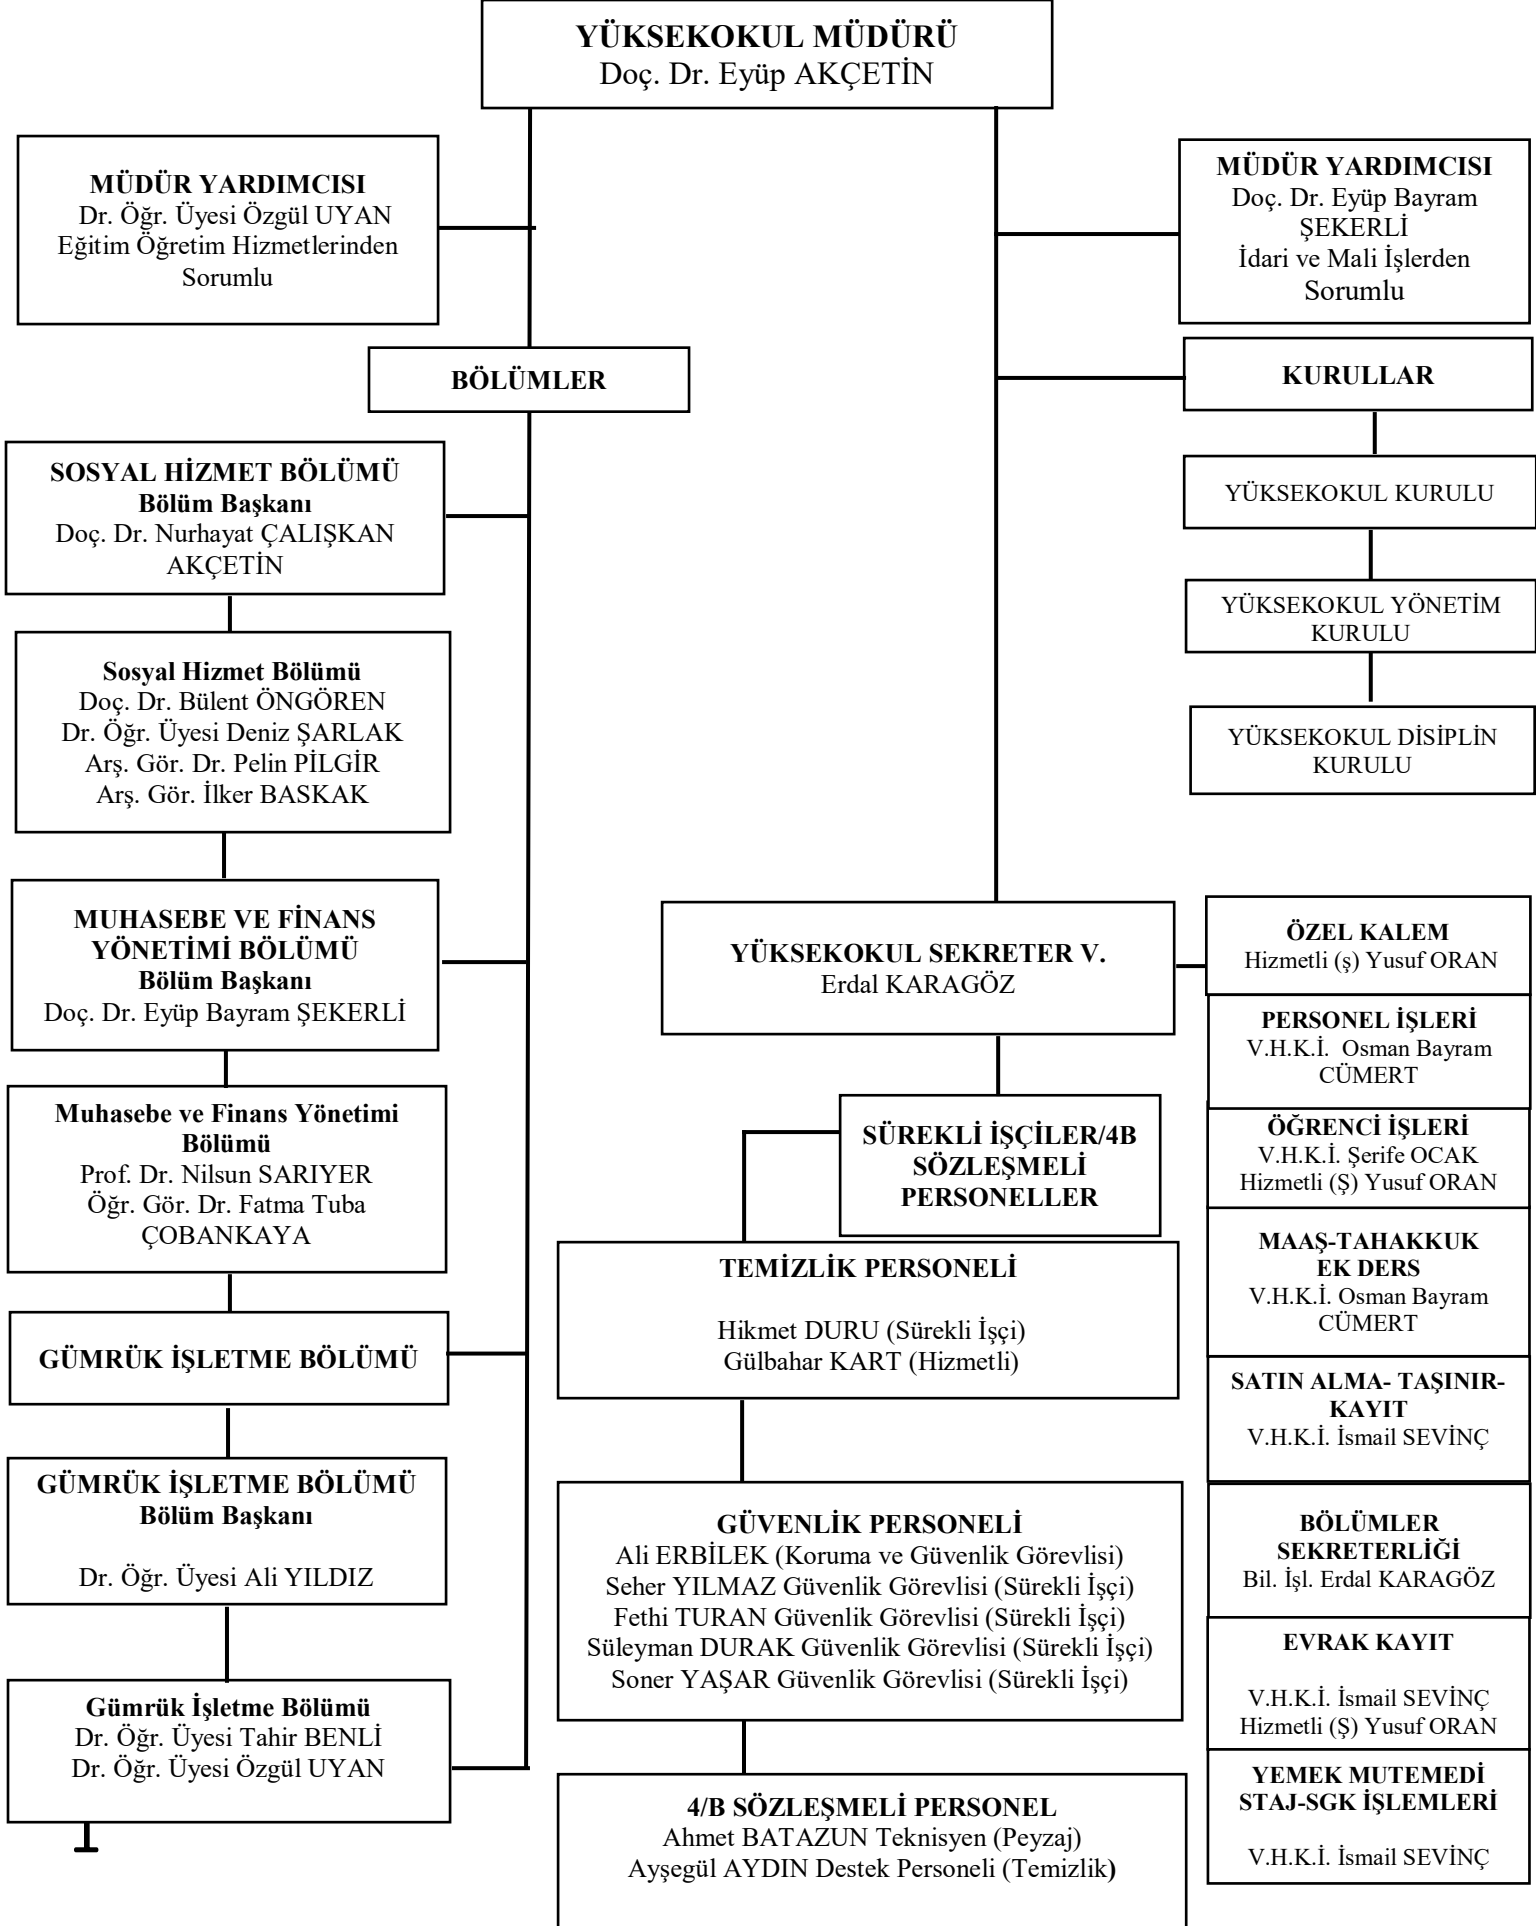 YÜKSEKOKUL MÜDÜRÜ
Doç. Dr. Eyüp AKÇETİN
MÜDÜR YARDIMCISI
Dr. Öğr. Üyesi Özgül UYAN
Eğitim Öğretim Hizmetlerinden
Sorumlu
MÜDÜR YARDIMCISI
Doç. Dr. Eyüp Bayram
ŞEKERLİ
İdari ve Mali İşlerden
Sorumlu
BÖLÜMLER
KURULLAR
YÜKSEKOKUL KURULU
YÜKSEKOKUL YÖNETİM
KURULU
YÜKSEKOKUL DİSİPLİN
KURULU
SOSYAL HİZMET BÖLÜMÜ
Bölüm Başkanı
Doç. Dr. Nurhayat ÇALIŞKAN
AKÇETİN
Sosyal Hizmet Bölümü
Doç. Dr. Bülent ÖNGÖREN
Dr. Öğr. Üyesi Deniz ŞARLAK
Arş. Gör. Dr. Pelin PİLGİR
Arş. Gör. İlker BASKAK
MUHASEBE VE FİNANS
YÖNETİMİ BÖLÜMÜ
Bölüm Başkanı
Doç. Dr. Eyüp Bayram ŞEKERLİ
Muhasebe ve Finans Yönetimi
Bölümü
Prof. Dr. Nilsun SARIYER
Öğr. Gör. Dr. Fatma Tuba
ÇOBANKAYA
GÜMRÜK İŞLETME BÖLÜMÜ
GÜMRÜK İŞLETME BÖLÜMÜ
Bölüm Başkanı
Dr. Öğr. Üyesi Ali YILDIZ
Gümrük İşletme Bölümü
Dr. Öğr. Üyesi Tahir BENLİ
Dr. Öğr. Üyesi Özgül UYAN
YÜKSEKOKUL SEKRETER V.
Erdal KARAGÖZ
SÜREKLİ İŞÇİLER/4B
SÖZLEŞMELİ
PERSONELLER
TEMİZLİK PERSONELİ
Hikmet DURU (Sürekli İşçi)
Gülbahar KART (Hizmetli)
GÜVENLİK PERSONELİ
Ali ERBİLEK (Koruma ve Güvenlik Görevlisi)
Seher YILMAZ Güvenlik Görevlisi (Sürekli İşçi)
Fethi TURAN Güvenlik Görevlisi (Sürekli İşçi)
Süleyman DURAK Güvenlik Görevlisi (Sürekli İşçi)
Soner YAŞAR Güvenlik Görevlisi (Sürekli İşçi)
4/B SÖZLEŞMELİ PERSONEL
Ahmet BATAZUN Teknisyen (Peyzaj)
Ayşegül AYDIN Destek Personeli (Temizlik)
ÖZEL KALEM
Hizmetli (ş) Yusuf ORAN
PERSONEL İŞLERİ
V.H.K.İ. Osman Bayram
CÜMERT
ÖĞRENCİ İŞLERİ
V.H.K.İ. Şerife OCAK
Hizmetli (Ş) Yusuf ORAN
MAAŞ-TAHAKKUK
EK DERS
V.H.K.İ. Osman Bayram
CÜMERT
SATIN ALMA- TAŞINIR-
KAYIT
V.H.K.İ. İsmail SEVİNÇ
BÖLÜMLER
SEKRETERLİĞİ
Bil. İşl. Erdal KARAGÖZ
EVRAK KAYIT
V.H.K.İ. İsmail SEVİNÇ
Hizmetli (Ş) Yusuf ORAN
YEMEK MUTEMEDİ
STAJ-SGK İŞLEMLERİ
V.H.K.İ. İsmail SEVİNÇ